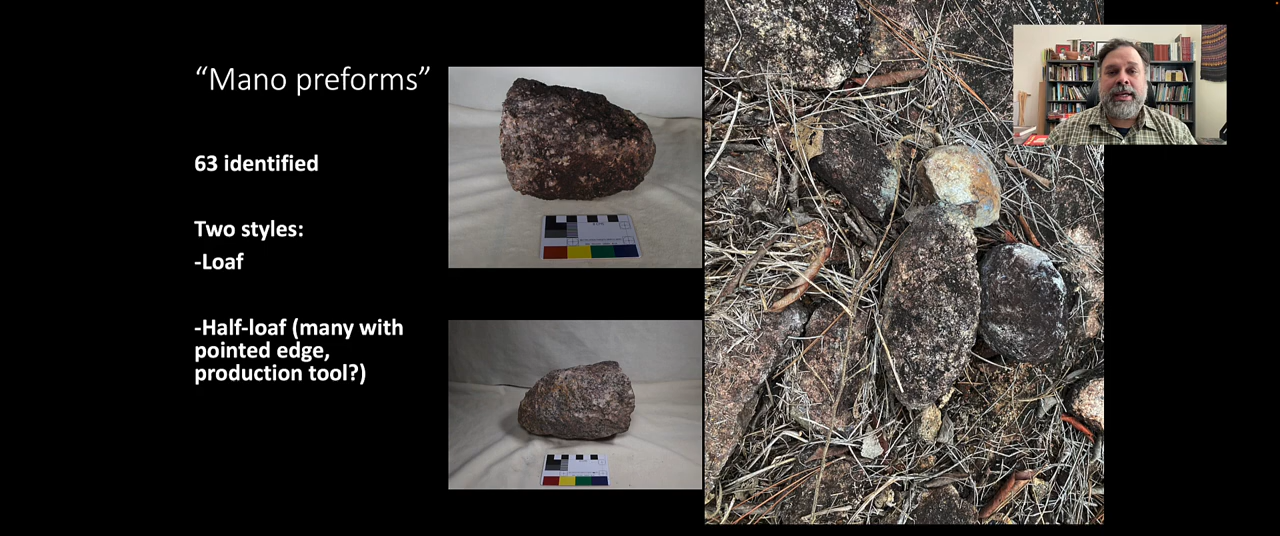 “Mano preforms”
63 identified
Two styles:
-Loaf
-Half-loaf (many with
pointed edge,
production tool?)